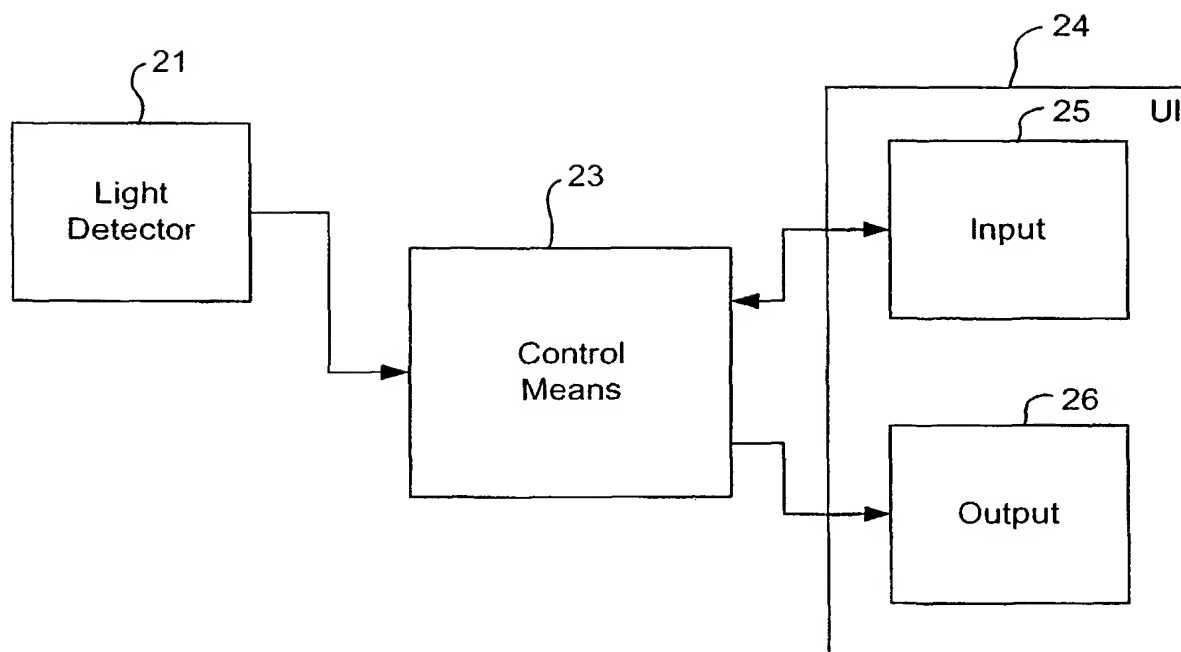 24
21
UI
25
Light
Detector
23
Input
Control
Means
26
Output